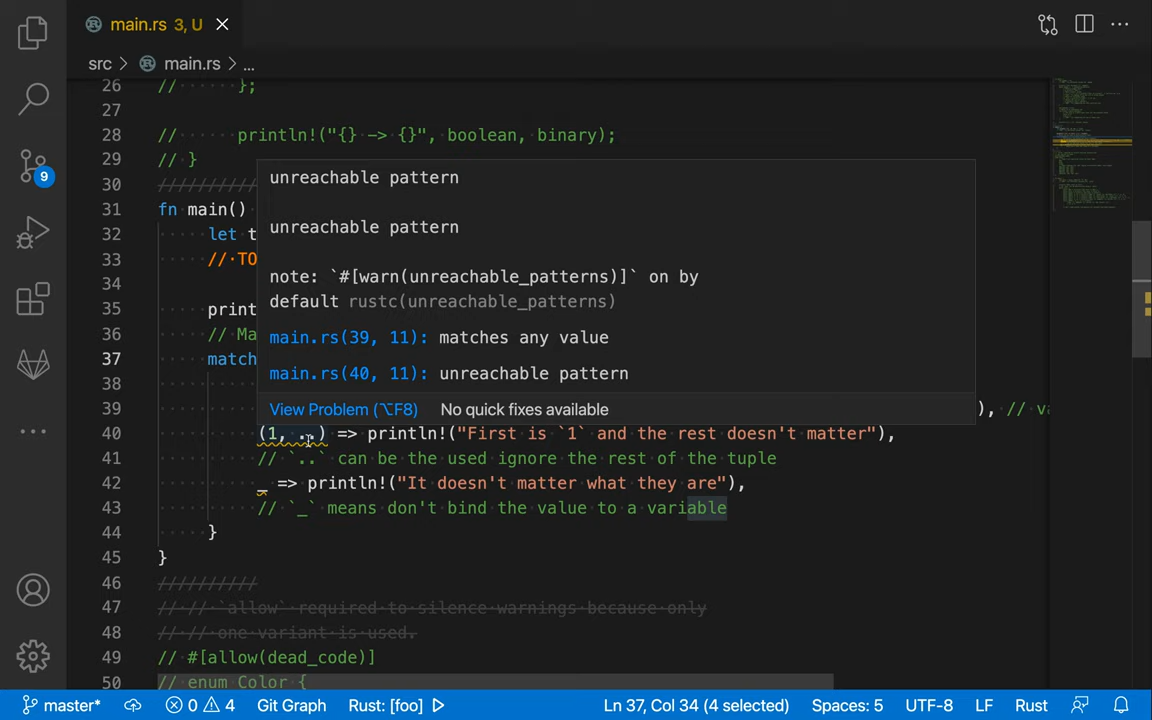 main.rs 3, U
src > main.rs > ...
26 // };
27
28 // println!("{} -> {}", boolean, binary);
29 // }
30 //////////
31 fn main()
32 let t
33 // TO
34
35 print
36 // Ma
37 match
38
39 ), // v
40 (1, ..) => println!("First is `1` and the rest doesn't matter"),
41 // `..` can be the used ignore the rest of the tuple
42 _ => println!("It doesn't matter what they are"),
43 // `_` means don't bind the value to a variable
44 }
45 }
46 //////////
47 // // `allow` required to silence warnings because only
48 // // one variant is used.
49 // #[allow(dead_code)]
50 // enum Color {
unreachable pattern
unreachable pattern
note: `#[warn(unreachable_patterns)]` on by
default rustc(unreachable_patterns)
main.rs(39, 11): matches any value
main.rs(40, 11): unreachable pattern
View Problem (⌥F8) No quick fixes available
9
master* 0 4 Git Graph Rust: [foo] Ln 37, Col 34 (4 selected) Spaces: 5 UTF-8 LF Rust